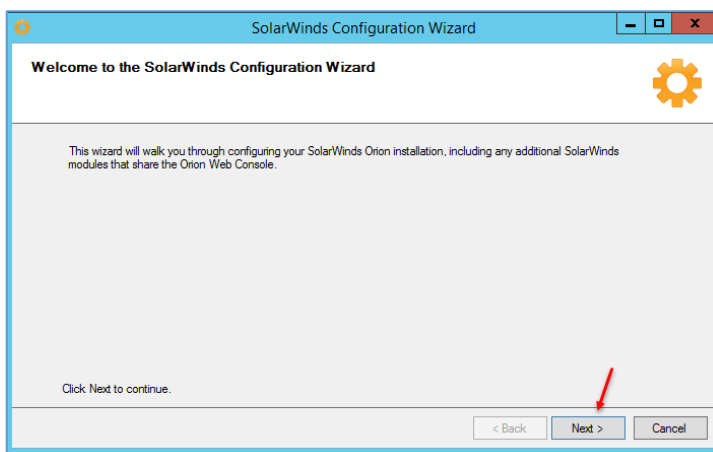 SolarWinds Configuration Wizard
Welcome to the SolarWinds Configuration Wizard
This wizard will walk you through configuring your SolarWinds Orion installation, including any additional SolarWinds
modules that share the Orion Web Console.
Click Next to continue.
< Back Next > Cancel